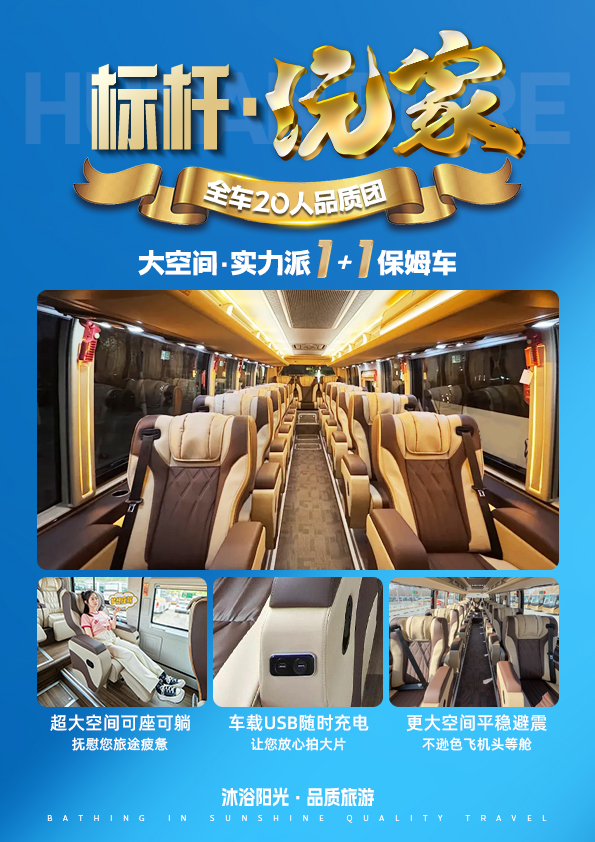 标杆·玩家
全车20人品质团
大空间·实力派1+1保姆车
超大空间可座可躺
抚慰您旅途疲惫
车载USB随时充电
让您放心拍大片
更大空间平稳避震
不逊色飞机头等舱
沐浴阳光·品质旅游
BATHING IN SUNSHINE QUALITY TRAVEL